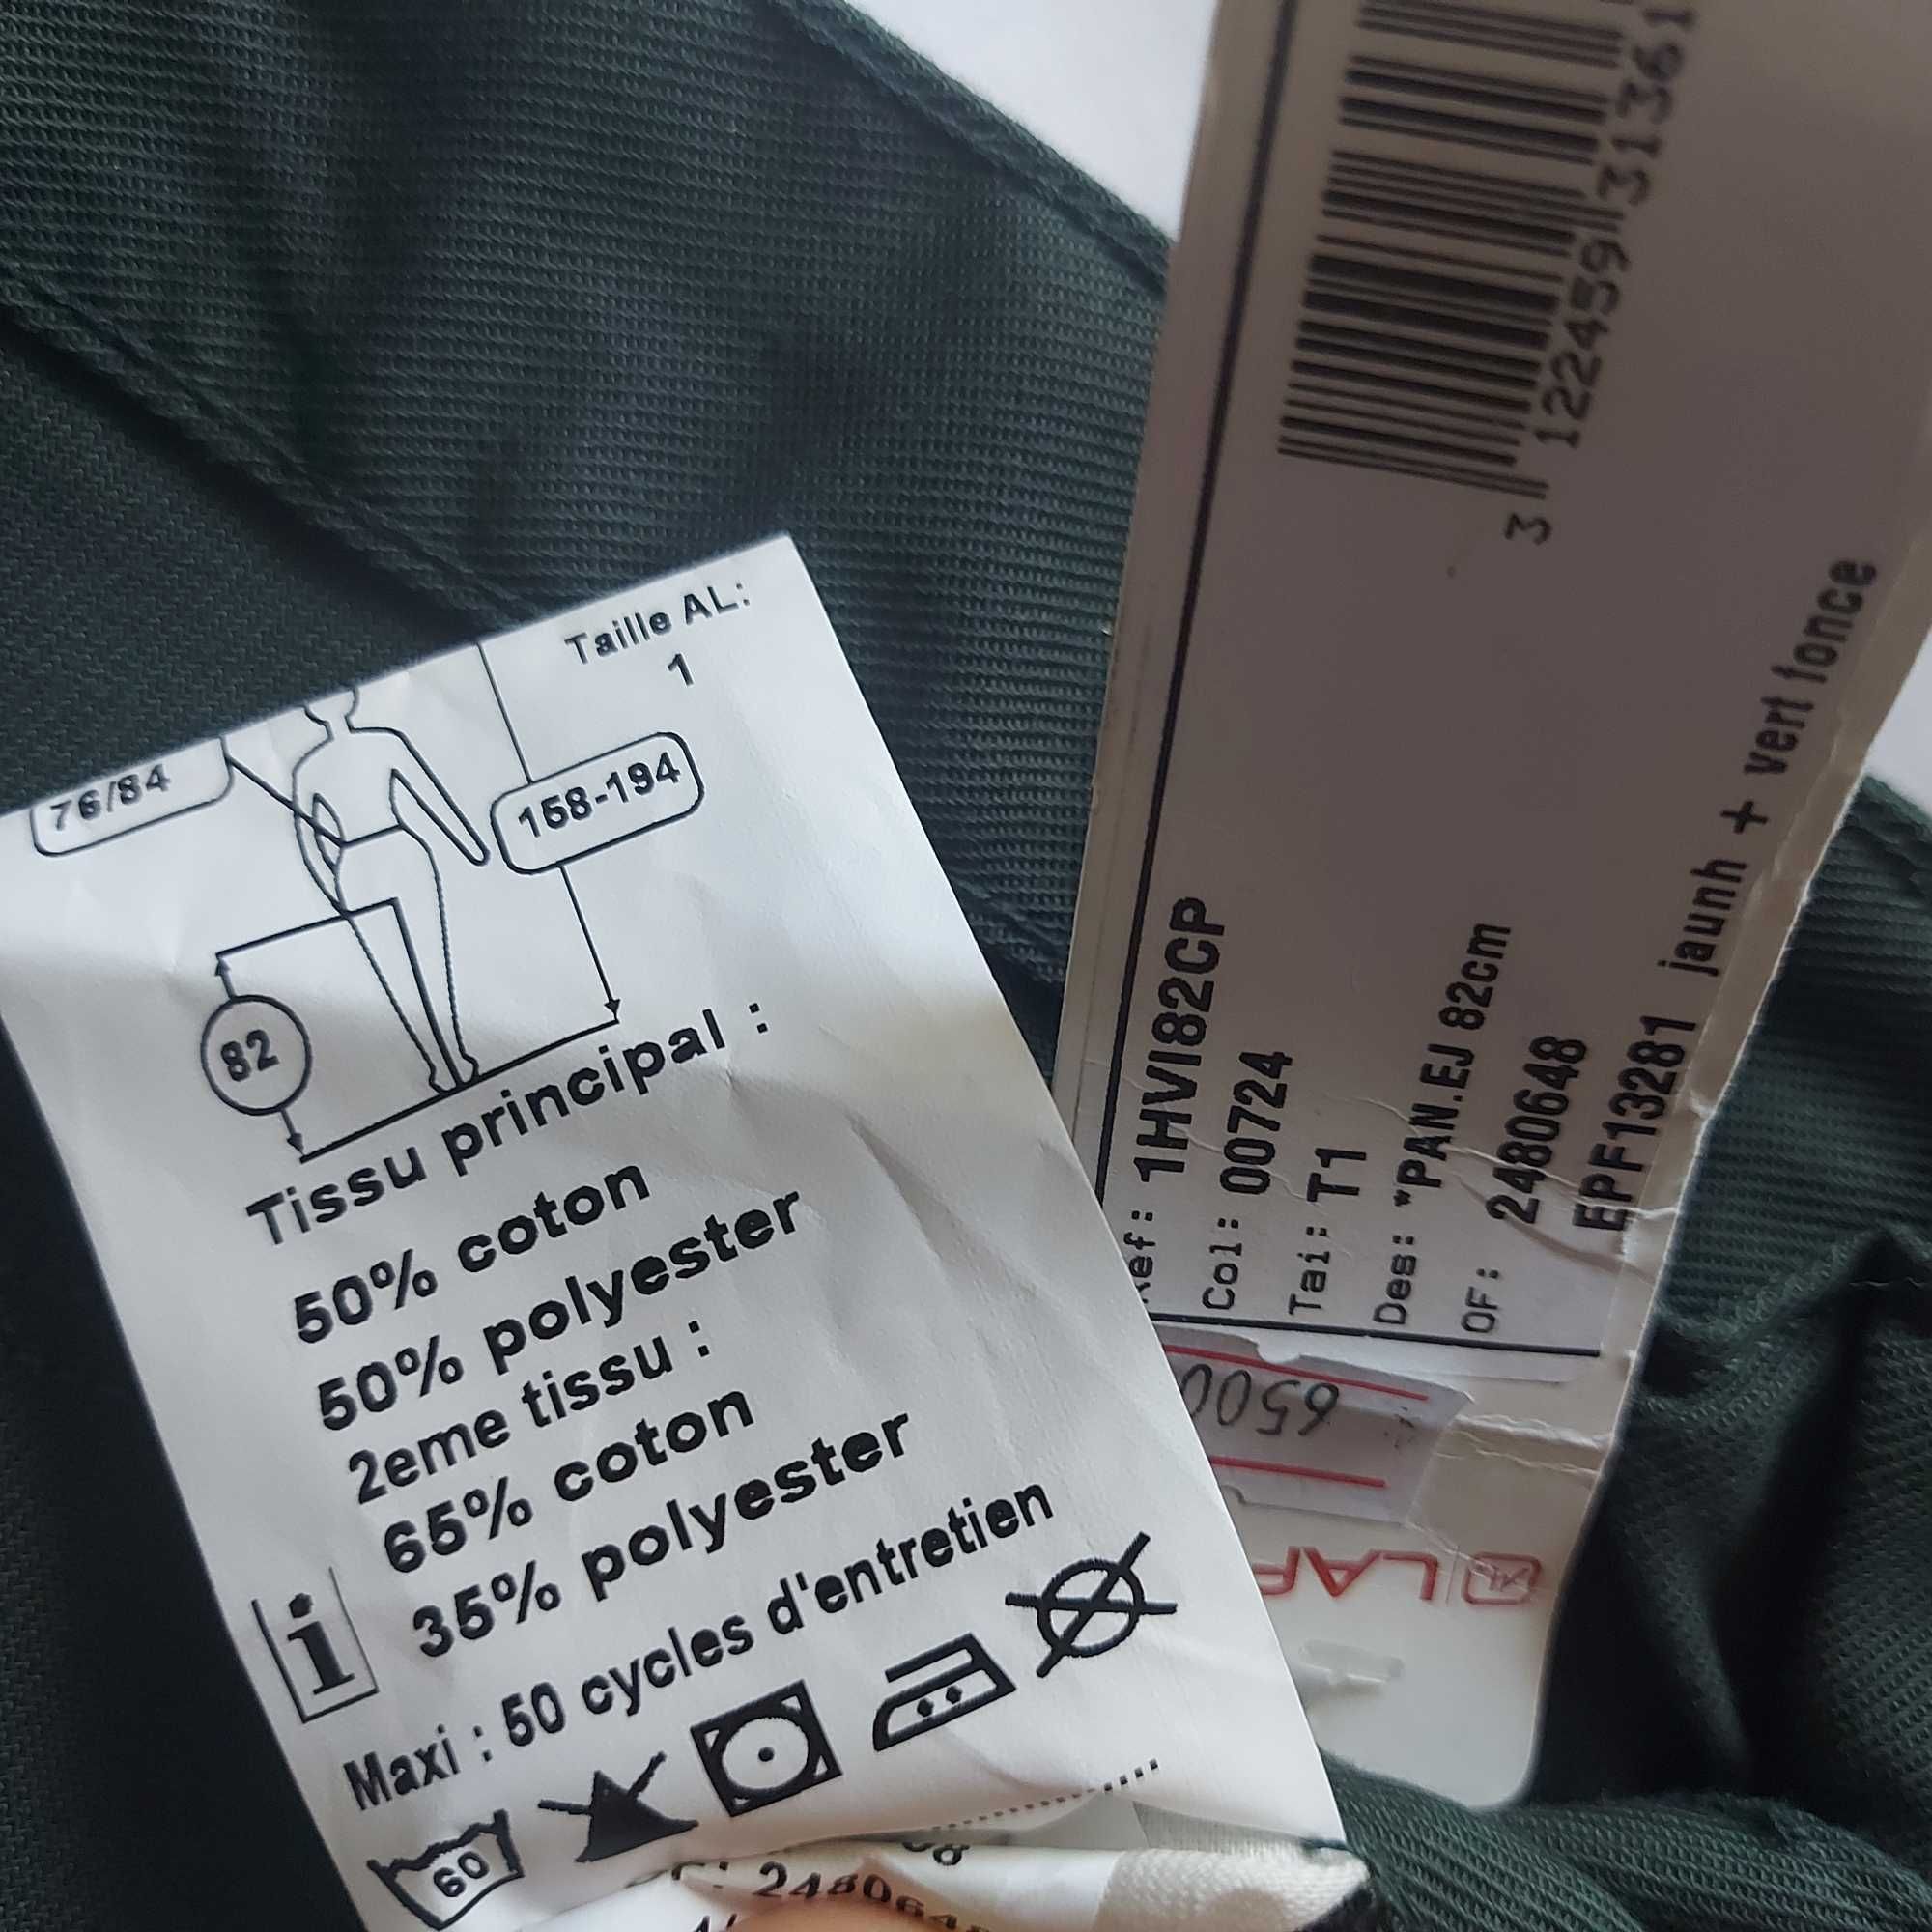 Taille AL:
1
76/84
158-194
82
Tissu principal :
50% coton
50% polyester
2eme tissu :
65% coton
35% polyester
i
Maxi : 50 cycles d'entretien
60
3 122459 31361
Ref: 1HVI82CP
Col: 00724
Tai: T1
Des: *PAN.EJ 82cm
OF: 2480648
EPF13281 jaunh + vert fonce
6500
LAF